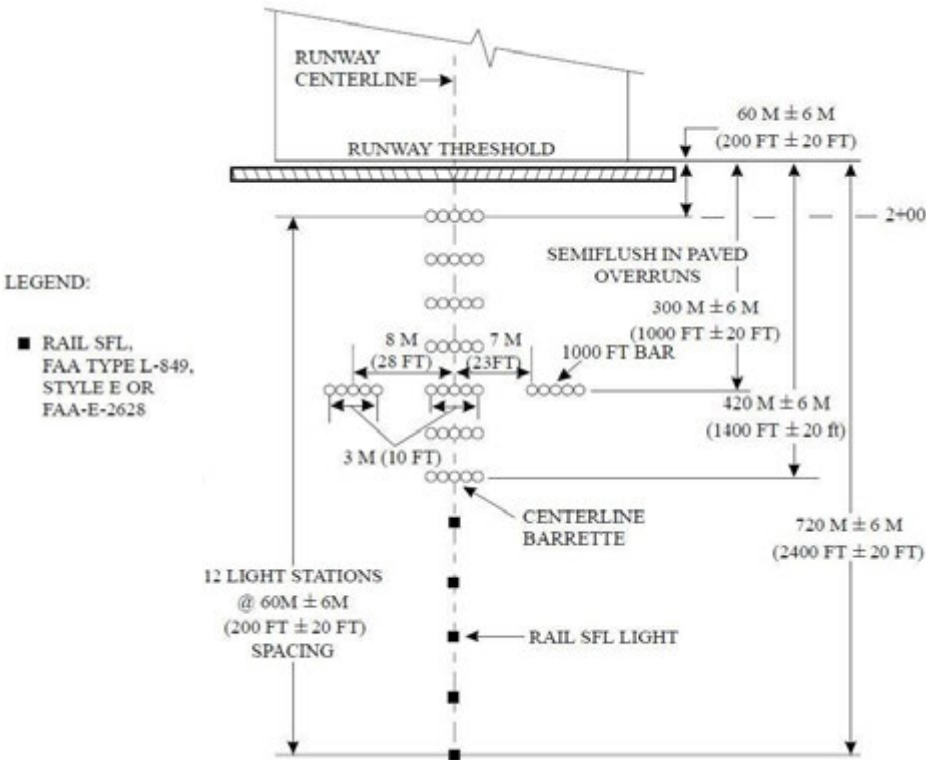 RUNWAY
CENTERLINE
60 M ± 6 M
(200 FT ± 20 FT)
RUNWAY THRESHOLD
2+00
LEGEND:
RAIL SFL,
FAA TYPE L-849,
STYLE E OR
FAA-E-2628
SEMIFLUSH IN PAVED
OVERRUNS
300 M ± 6 M
(1000 FT ± 20 FT)
8 M
(28 FT)
7 M
(23FT)
1000 FT BAR
420 M ± 6 M
(1400 FT ± 20 ft)
3 M (10 FT)
CENTERLINE
BARRETTE
720 M ± 6 M
(2400 FT ± 20 FT)
12 LIGHT STATIONS
@ 60M ± 6M
(200 FT ± 20 FT)
SPACING
RAIL SFL LIGHT